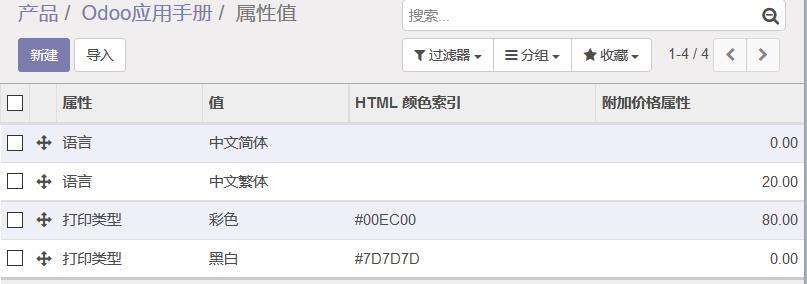 产品 / Odoo应用手册 / 属性值
搜索...
新建 导入 过滤器 分组 收藏 1-4 / 4
属性 值 HTML 颜色索引 附加价格属性
语言 中文简体 0.00
语言 中文繁体 20.00
打印类型 彩色 #00EC00 80.00
打印类型 黑白 #7D7D7D 0.00